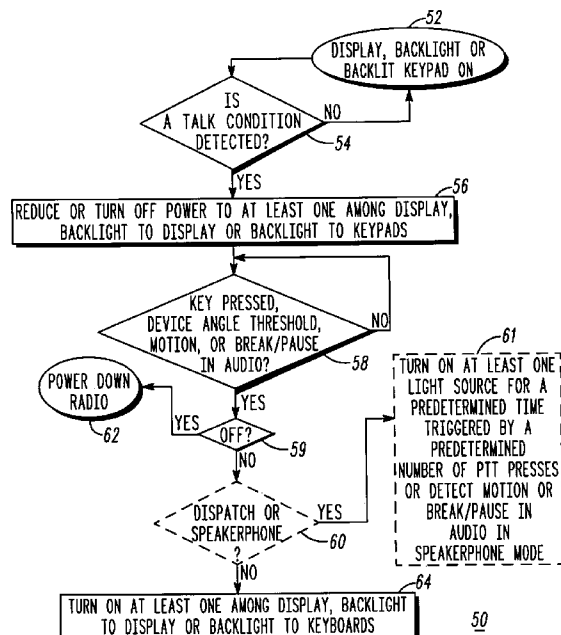 52
DISPLAY, BACKLIGHT OR
BACKLIT KEYPAD ON
IS
A TALK CONDITION
DETECTED?
NO
54
YES
56
REDUCE OR TURN OFF POWER TO AT LEAST ONE AMONG DISPLAY,
BACKLIGHT TO DISPLAY OR BACKLIGHT TO KEYPADS
KEY PRESSED,
DEVICE ANGLE THRESHOLD,
MOTION, OR BREAK/PAUSE
IN AUDIO?
NO
58
YES
POWER DOWN
RADIO
62
YES
OFF?
59
NO
61
TURN ON AT LEAST ONE
LIGHT SOURCE FOR A
PREDETERMINED TIME
TRIGGERED BY A
PREDETERMINED
NUMBER OF PTT PRESSES
OR DETECT MOTION OR
BREAK/PAUSE IN
AUDIO IN
SPEAKERPHONE MODE
DISPATCH OR
SPEAKERPHONE
?
YES
60
NO
64
TURN ON AT LEAST ONE AMONG DISPLAY, BACKLIGHT
TO DISPLAY OR BACKLIGHT TO KEYBOARDS
50